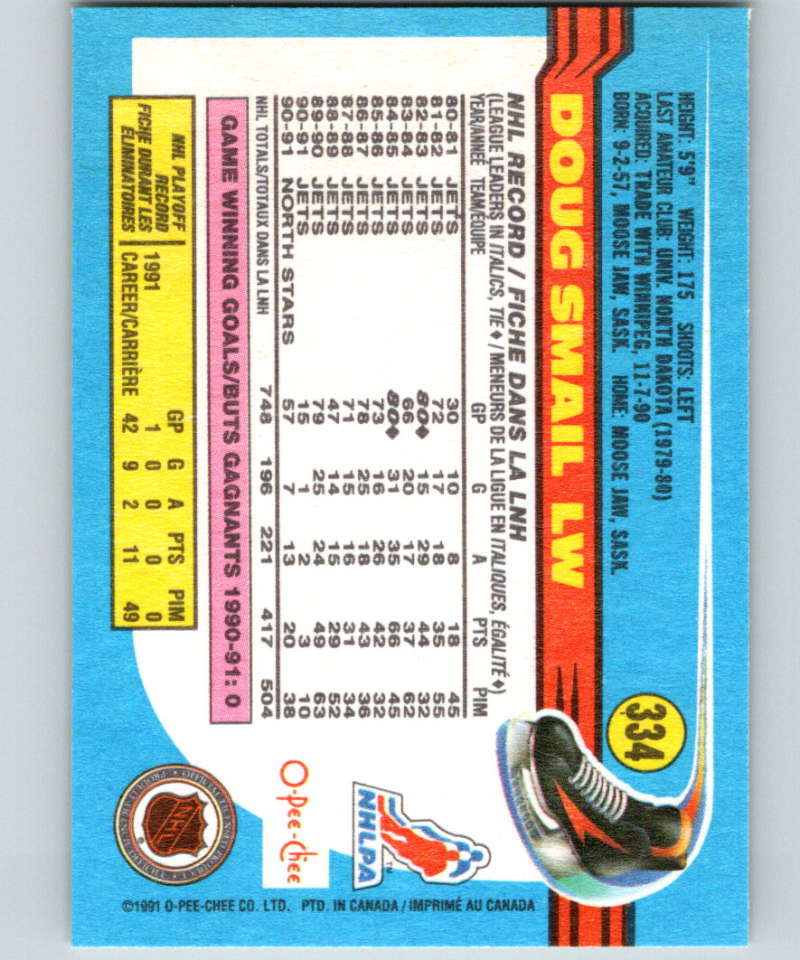 HEIGHT: 5'9" WEIGHT: 175 SHOOTS: LEFT
LAST AMATEUR CLUB: UNIV. NORTH DAKOTA (1979-80)
ACQUIRED: TRADE WITH WINNIPEG, 11-7-90
BORN: 9-2-57, MOOSE JAW, SASK. HOME: MOOSE JAW, SASK.
334
DOUG SMAIL LW
NHL RECORD / FICHE DANS LA LNH
(LEAGUE LEADERS IN ITALICS, TIE ♦ / MENEURS DE LA LIGUE EN ITALIQUES, ÉGALITÉ ♦)
YEAR/ANNEÉ TEAM/EQUIPE GP G A PTS PIM
80-81 JETS 30 10 8 18 45
81-82 JETS 72 17 18 35 55
82-83 JETS 80♦ 15 29 44 32
83-84 JETS 66 20 17 37 62
84-85 JETS 80♦ 31 35 66 45
85-86 JETS 73 16 26 42 32
86-87 JETS 78 25 18 43 36
87-88 JETS 71 15 16 31 34
88-89 JETS 47 14 15 29 52
89-90 JETS 79 25 24 49 63
90-91 JETS 15 1 2 3 10
90-91 NORTH STARS 57 7 13 20 38
NHL TOTALS/TOTAUX DANS LA LNH 748 196 221 417 504
GAME WINNING GOALS/BUTS GAGNANTS 1990-91: 0
NHL PLAYOFF
RECORD
FICHE DURANT LES
ÉLIMINATOIRES
GP G A PTS PIM
1991 1 0 0 0 0
CAREER/CARRIÈRE 42 9 2 11 49
NHLPA™
O-Pee-Chee
NHL
©1991 O-PEE-CHEE CO. LTD. PTD. IN CANADA / IMPRIMÉ AU CANADA